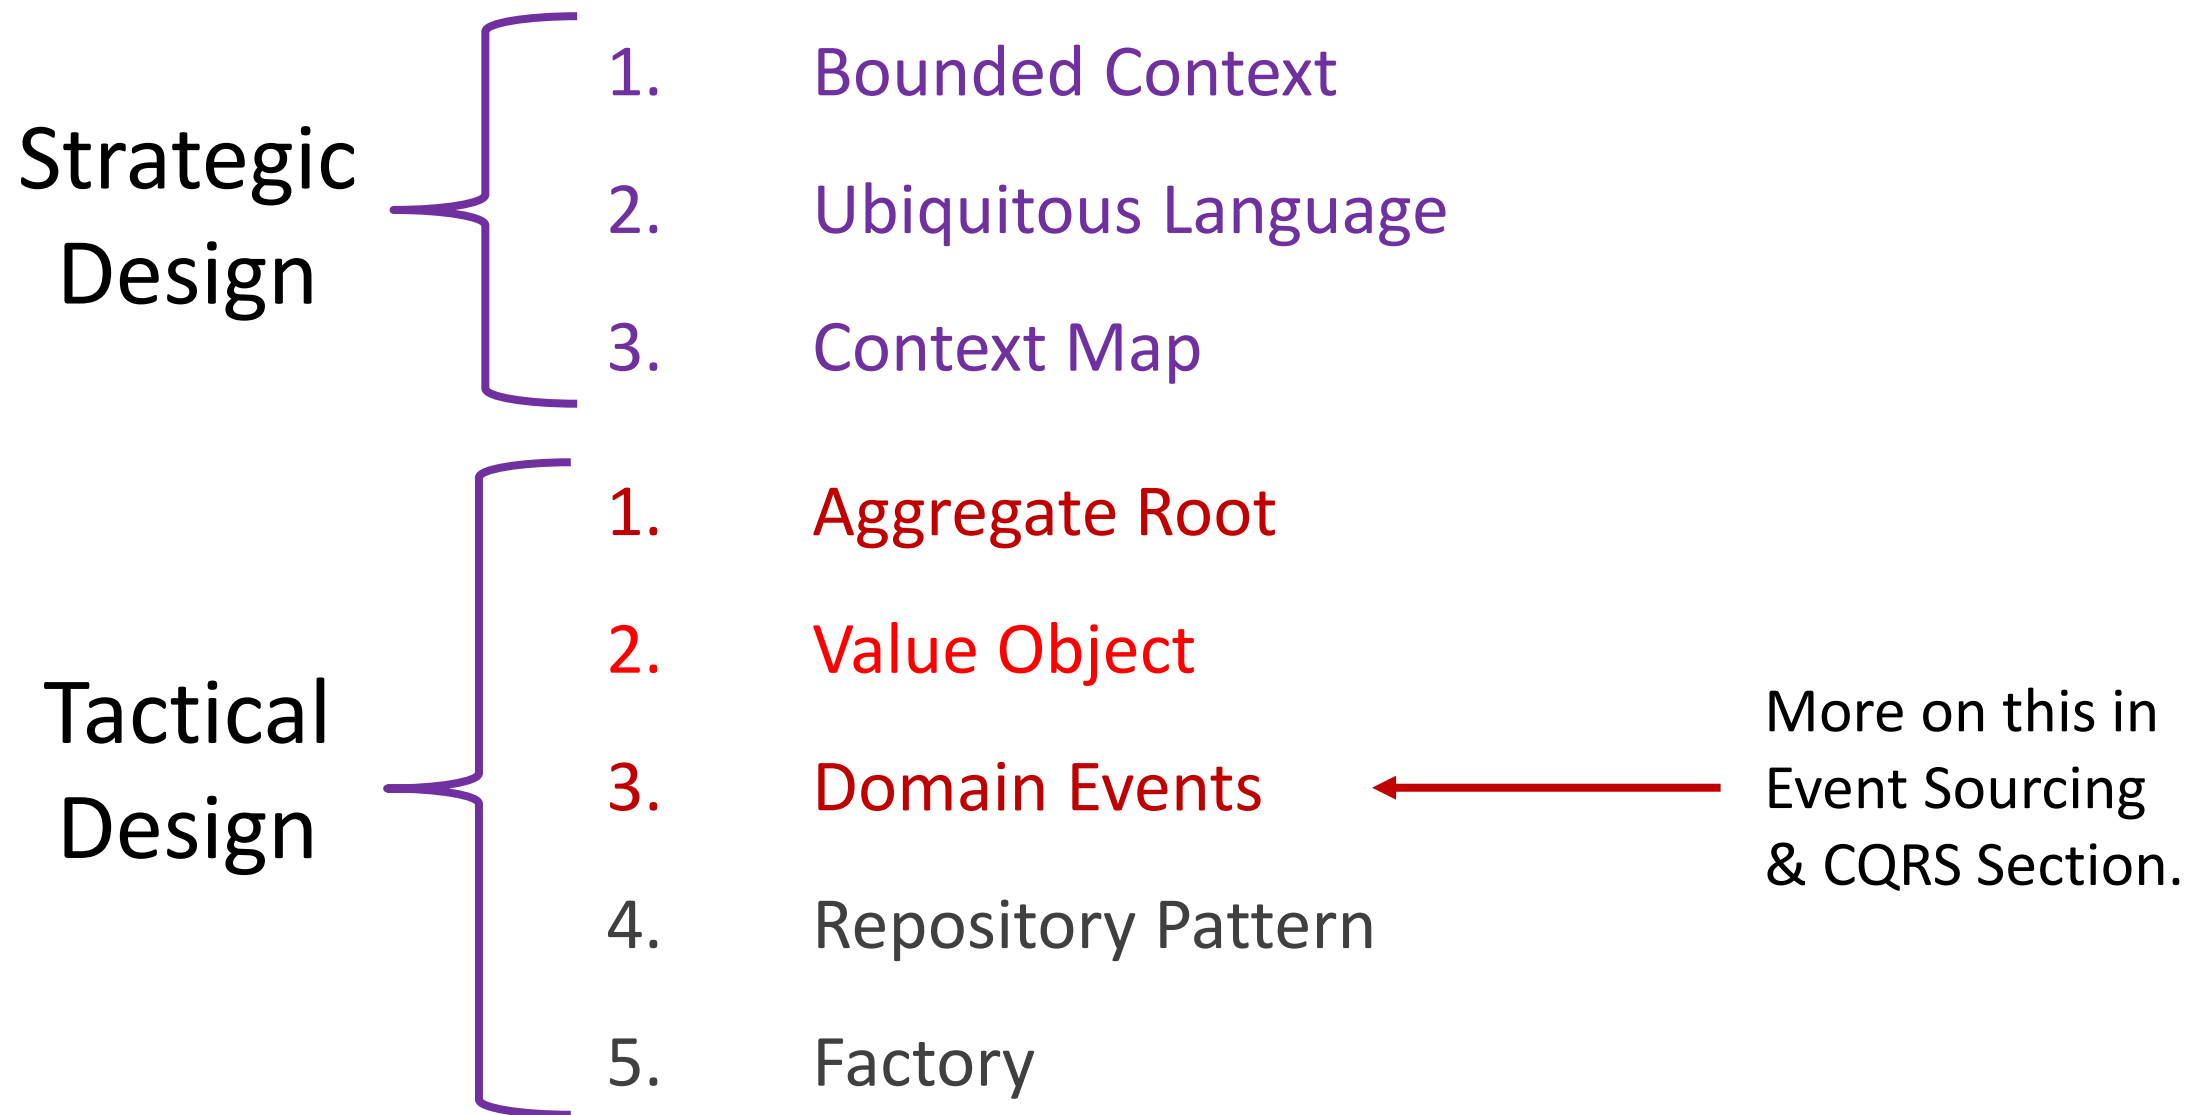 Strategic
Design
1. Bounded Context
2. Ubiquitous Language
3. Context Map
Tactical
Design
1. Aggregate Root
2. Value Object
3. Domain Events
4. Repository Pattern
5. Factory
More on this in
Event Sourcing
& CQRS Section.